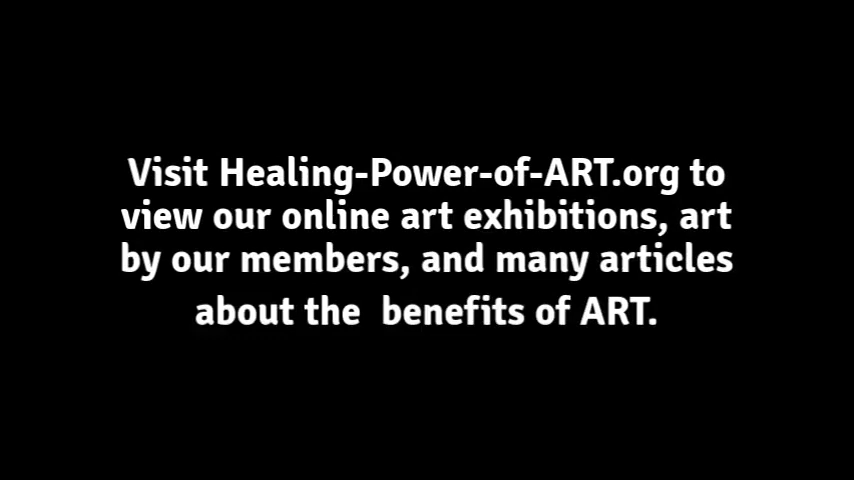 Visit Healing-Power-of-ART.org to
view our online art exhibitions, art
by our members, and many articles
about the  benefits of ART.